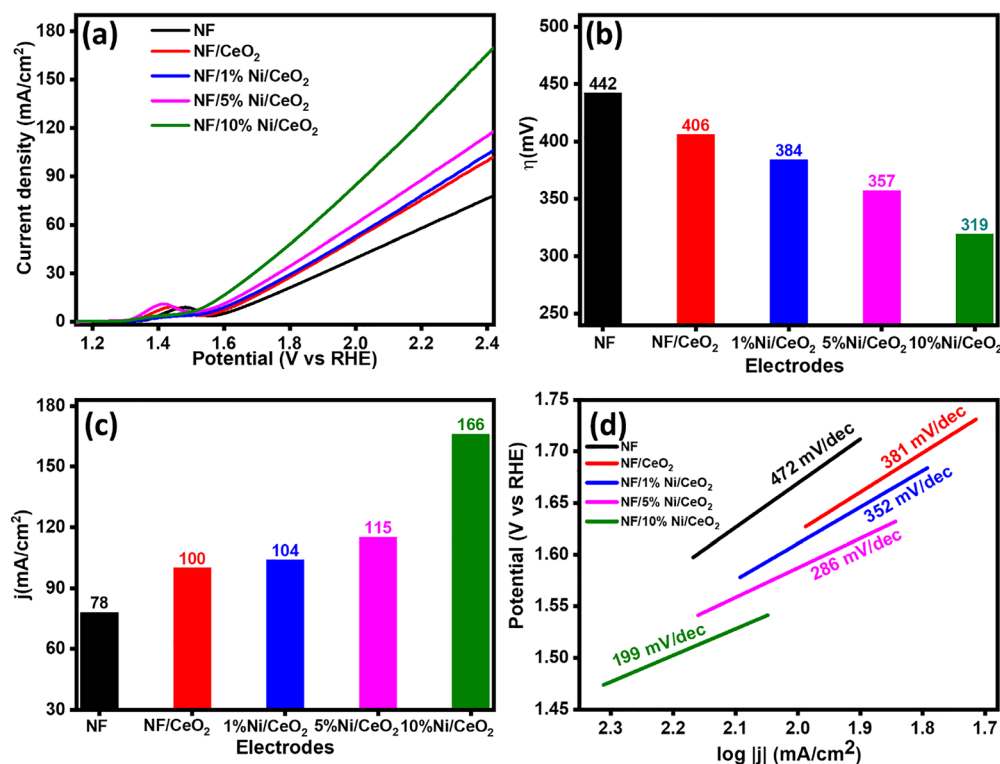 (a)
NF
NF/CeO₂
NF/1% Ni/CeO₂
NF/5% Ni/CeO₂
NF/10% Ni/CeO₂
180
150
120
90
60
30
0
Current density (mA/cm²)
1.2 1.4 1.6 1.8 2.0 2.2 2.4
Potential (V vs RHE)
(b)
500
450
400
350
300
250
η(mV)
442
406
384
357
319
NF NF/CeO₂ 1%Ni/CeO₂ 5%Ni/CeO₂ 10%Ni/CeO₂
Electrodes
(c)
180
150
120
90
60
30
j(mA/cm²)
78
100
104
115
166
NF NF/CeO₂ 1%Ni/CeO₂ 5%Ni/CeO₂ 10%Ni/CeO₂
Electrodes
(d)
NF
NF/CeO₂
NF/1% Ni/CeO₂
NF/5% Ni/CeO₂
NF/10% Ni/CeO₂
1.75
1.70
1.65
1.60
1.55
1.50
1.45
Potential (V vs RHE)
472 mV/dec
381 mV/dec
352 mV/dec
286 mV/dec
199 mV/dec
2.3 2.2 2.1 2.0 1.9 1.8 1.7
log |j| (mA/cm²)